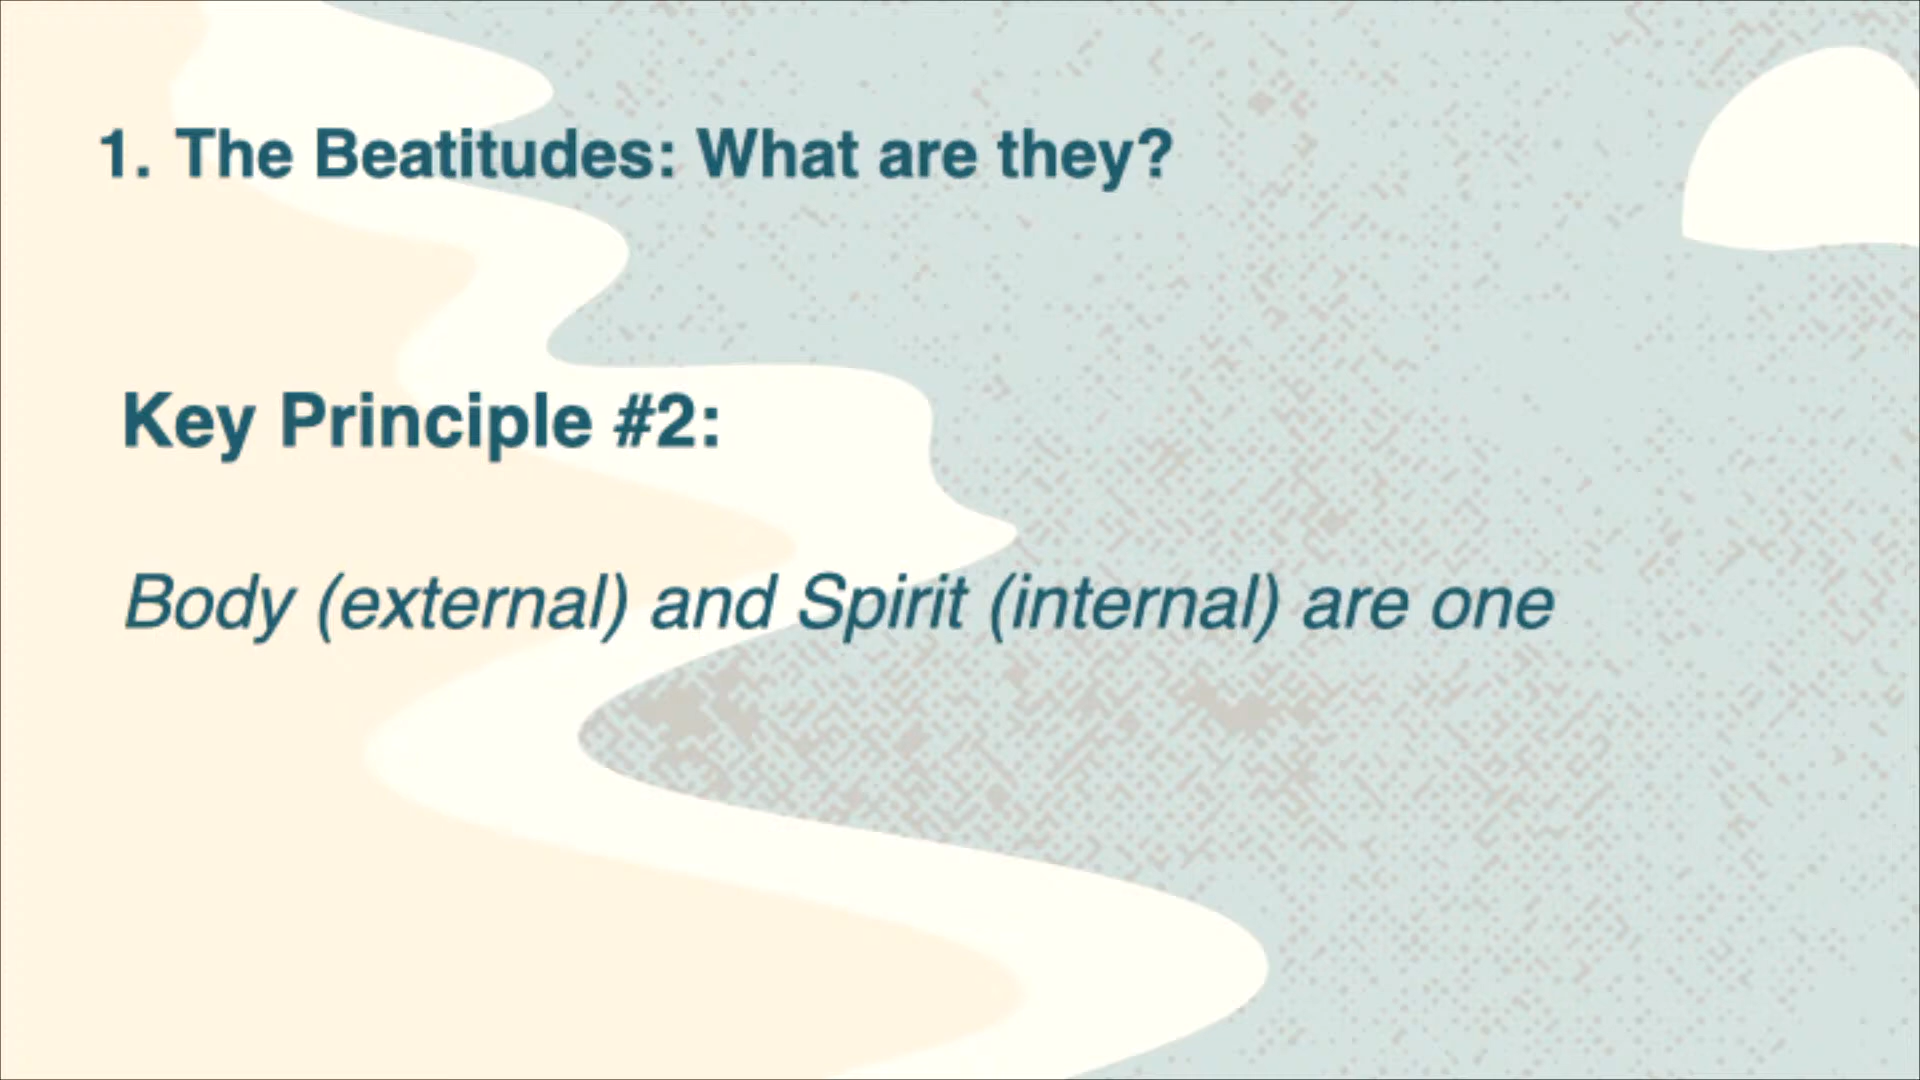 1. The Beatitudes: What are they?
Key Principle #2:
Body (external) and Spirit (internal) are one